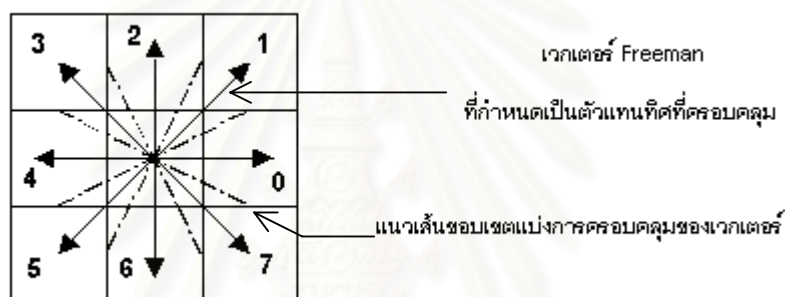 3 2 1
เวกเตอร์ Freeman
ที่กำหนดเป็นตัวแทนทิศที่ครอบคลุม
4 0
แนวเส้นขอบเขตแบ่งการครอบคลุมของเวกเตอร์
5 6 7